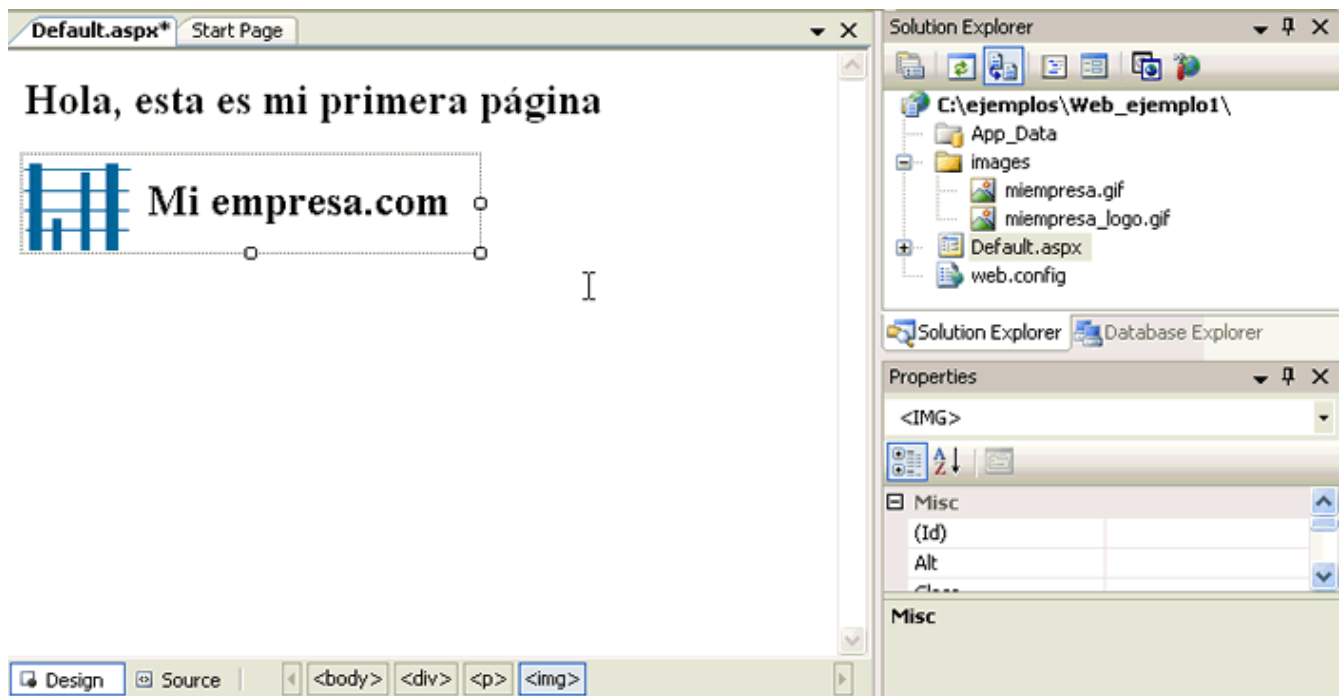 Default.aspx* Start Page
Hola, esta es mi primera página
Mi empresa.com
Design Source <body> <div> <p> <img>
Solution Explorer
C:\ejemplos\Web_ejemplo1\
App_Data
images
miempresa.gif
miempresa_logo.gif
Default.aspx
web.config
Solution Explorer Database Explorer
Properties
<IMG>
Misc
(Id)
Alt
Misc